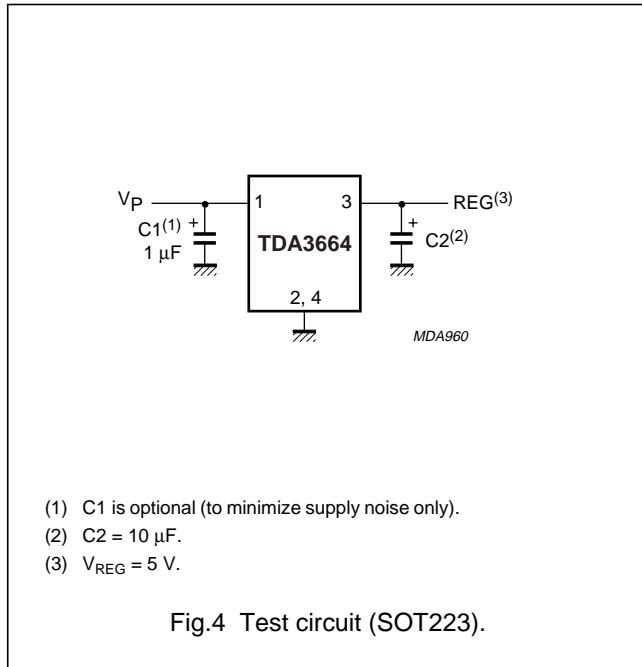 V_P
C1(1) +
1 μF
1
3
TDA3664
2, 4
REG(3)
+
C2(2)
MDA960
(1) C1 is optional (to minimize supply noise only).
(2) C2 = 10 μF.
(3) V_REG = 5 V.
Fig.4 Test circuit (SOT223).